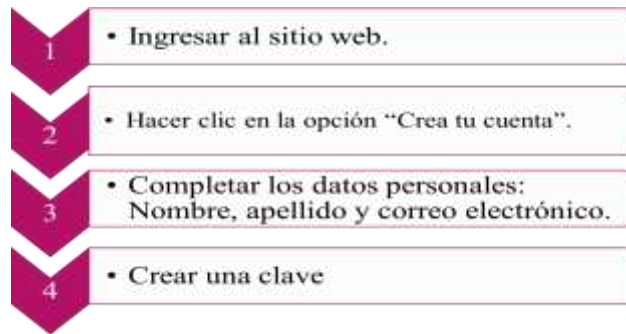 1
• Ingresar al sitio web.
2
• Hacer clic en la opción “Crea tu cuenta”.
3
• Completar los datos personales:
Nombre, apellido y correo electrónico.
4
• Crear una clave